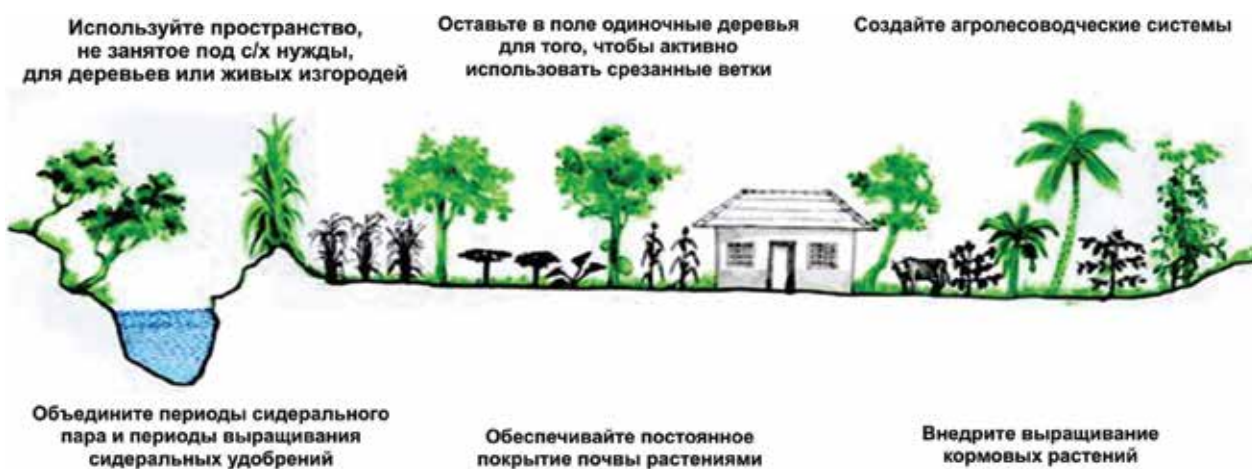 Используйте пространство,
не занятое под с/х нужды,
для деревьев или живых изгородей
Оставьте в поле одиночные деревья
для того, чтобы активно
использовать срезанные ветки
Создайте агролесоводческие системы
Объедините периоды сидерального
пара и периоды выращивания
сидеральных удобрений
Обеспечивайте постоянное
покрытие почвы растениями
Внедрите выращивание
кормовых растений